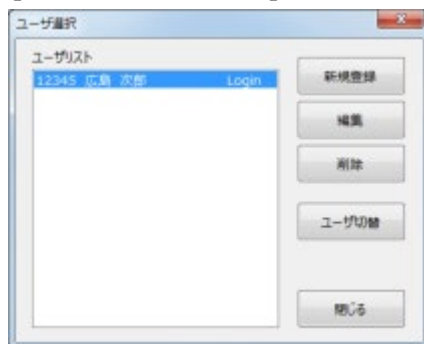 ユーザ選択
ユーザリスト
12345 広島 次郎 Login
新規登録
編集
削除
ユーザ切替
閉じる